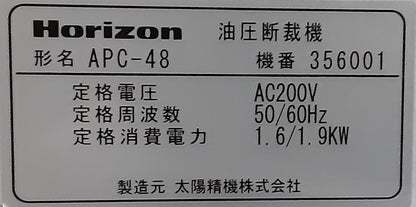 Horizon 油圧断裁機
形名 APC-48 機番 356001
定格電圧 AC200V
定格周波数 50/60Hz
定格消費電力 1.6/1.9KW
製造元 太陽精機株式会社